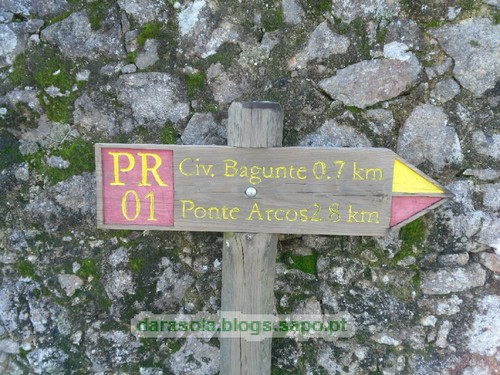 PR
01
Civ. Bagunte 0.7 km
Ponte Arcos 2.8 km
darasola.blogs.sapo.pt